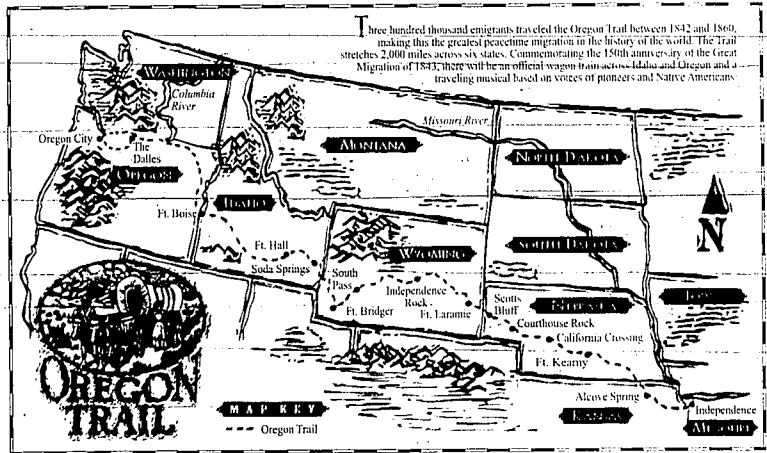 Three hundred thousand emigrants traveled the Oregon Trail between 1842 and 1860,
making this the greatest peacetime migration in the history of the world. The Trail
stretches 2,000 miles across six states. Commemorating the 150th anniversary of the Great
Migration of 1843, there will be an official wagon train across Idaho and Oregon and a
traveling musical based on voices of pioneers and Native Americans
WASHINGTON
Columbia
River
Missouri River
Oregon City
The
Dalles
OREGON
MONTANA
NORTH DAKOTA
IDAHO
Ft. Boise
N
Ft. Hall
Soda Springs
WYOMING
SOUTH DAKOTA
South
Pass
Independence
Rock
Ft. Bridger
Ft. Laramie
Scotts
Bluff
NEBRASKA
IOWA
Courthouse Rock
California Crossing
Ft. Kearny
Alcove Spring
KANSAS
Independence
MISSOURI
OREGON
TRAIL
MAP KEY
Oregon Trail